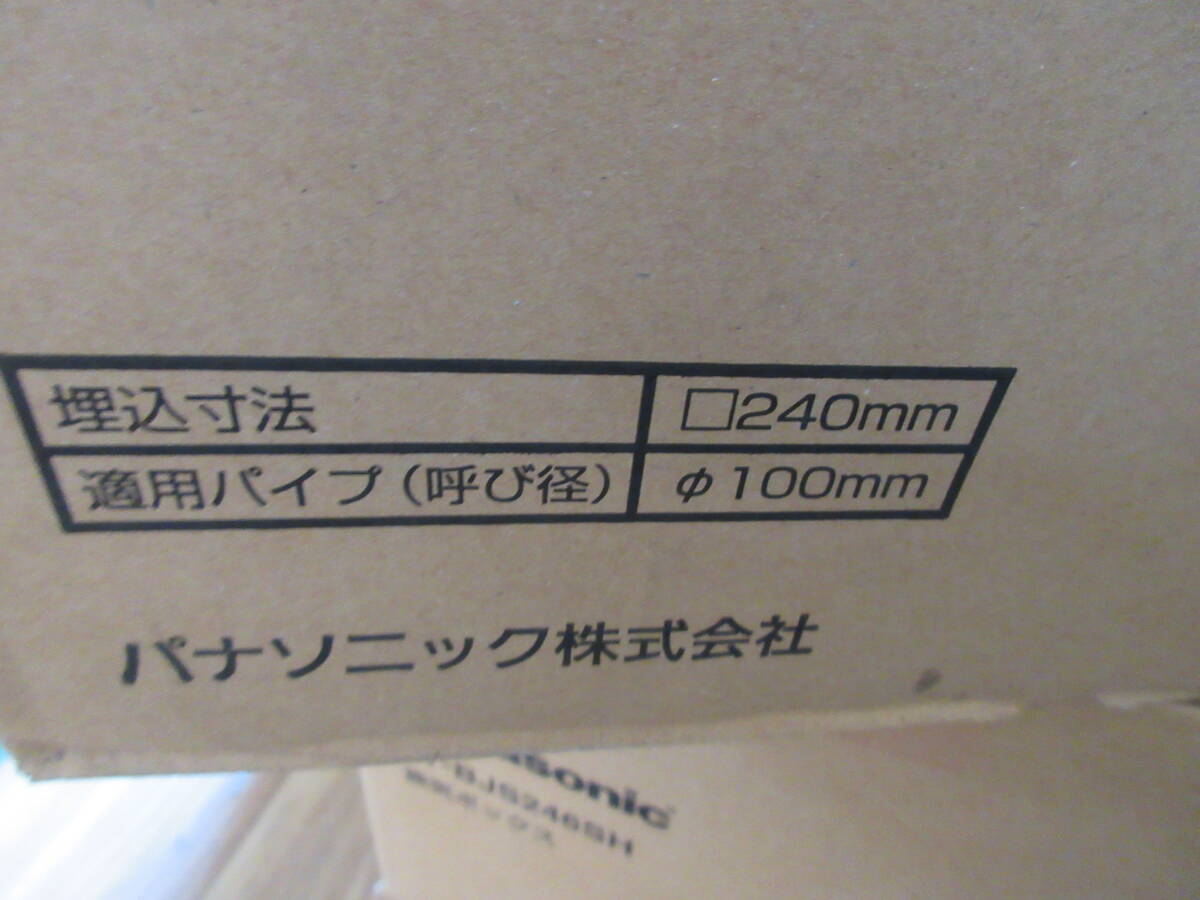 埋込寸法 □240mm
適用パイプ(呼び径) φ100mm
パナソニック株式会社